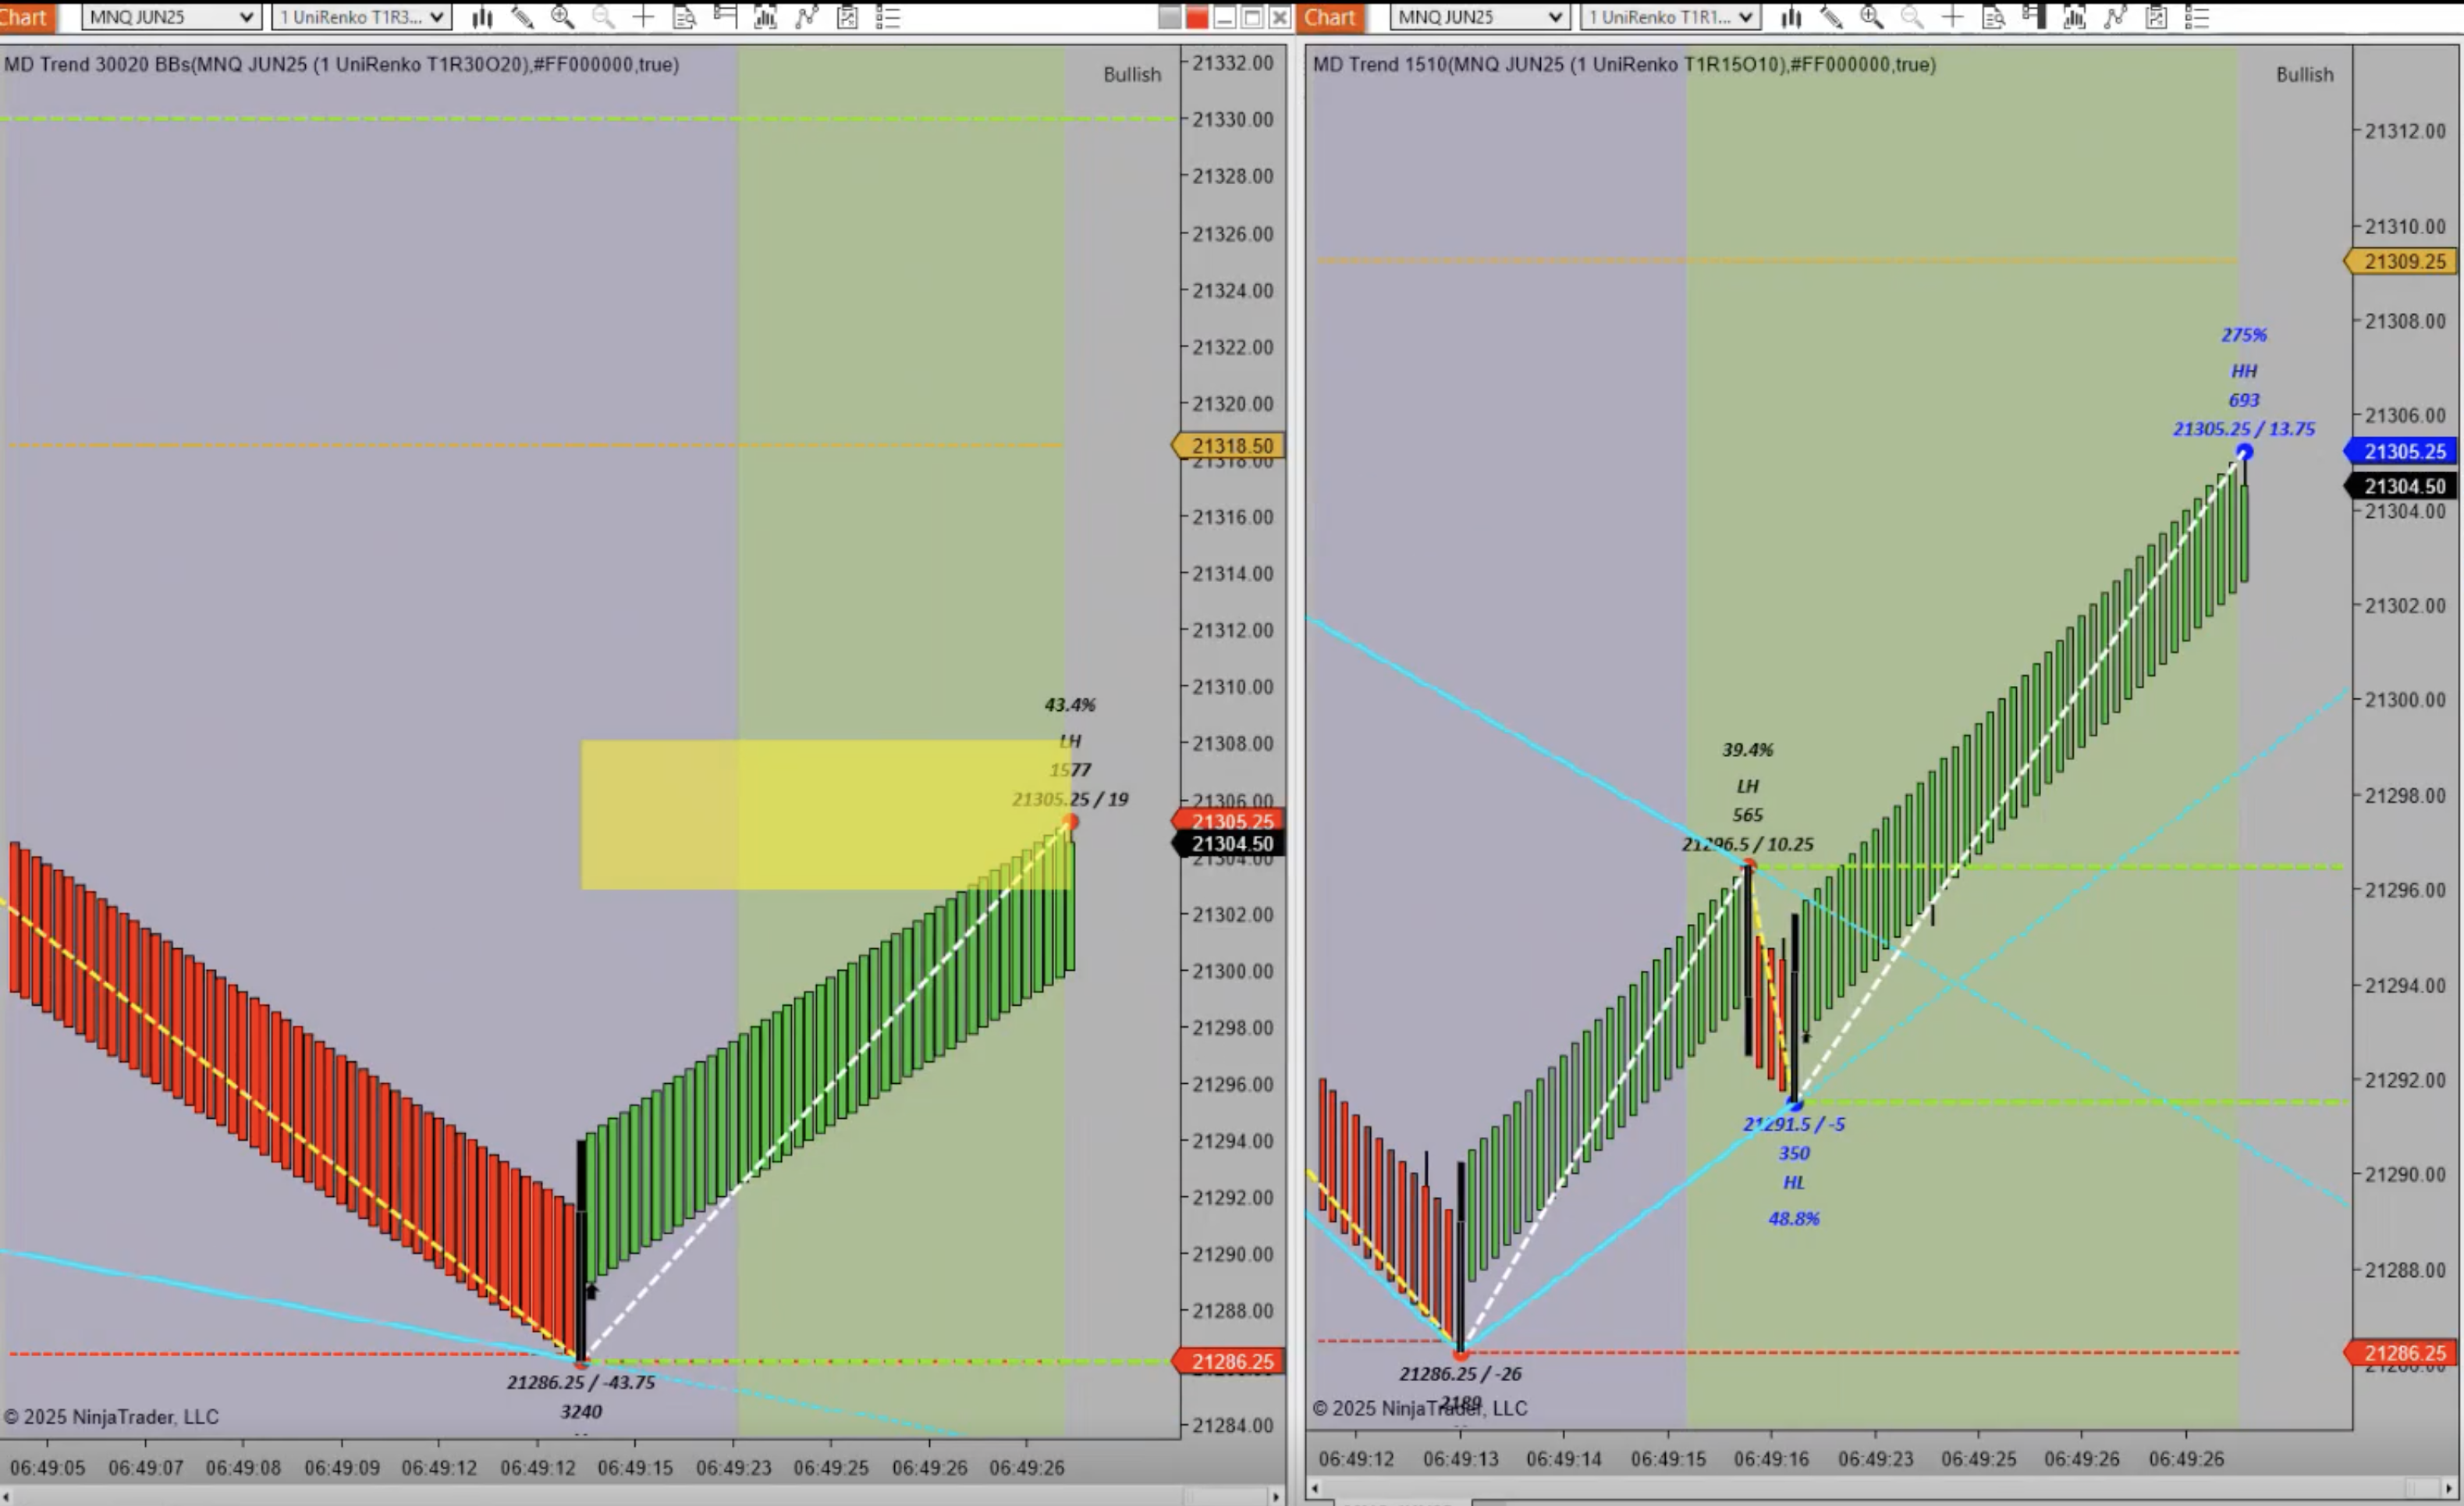 Chart
MNQ JUN25
1 UniRenko T1R3...
Chart
MNQ JUN25
1 UniRenko T1R1...
MD Trend 30020 BBs(MNQ JUN25 (1 UniRenko T1R30O20),#FF000000,true)
Bullish
21332.00
21330.00
21328.00
21326.00
21324.00
21322.00
21320.00
21318.50
21318.00
21316.00
21314.00
21312.00
21310.00
21308.00
21306.00
21305.25
21304.50
21304.00
21302.00
21300.00
21298.00
21296.00
21294.00
21292.00
21290.00
21288.00
21286.25
21284.00
43.4%
LH
1577
21305.25 / 19
21286.25 / -43.75
3240
© 2025 NinjaTrader, LLC
06:49:05 06:49:07 06:49:08 06:49:09 06:49:12 06:49:12 06:49:15 06:49:23 06:49:25 06:49:26 06:49:26
MD Trend 1510(MNQ JUN25 (1 UniRenko T1R15O10),#FF000000,true)
Bullish
21312.00
21310.00
21309.25
21308.00
21306.00
21305.25
21304.50
21304.00
21302.00
21300.00
21298.00
21296.00
21294.00
21292.00
21290.00
21288.00
21286.25
275%
HH
693
21305.25 / 13.75
39.4%
LH
565
21296.5 / 10.25
21291.5 / -5
350
HL
48.8%
21286.25 / -26
2189
© 2025 NinjaTrader, LLC
06:49:12 06:49:13 06:49:14 06:49:15 06:49:16 06:49:23 06:49:25 06:49:26 06:49:26